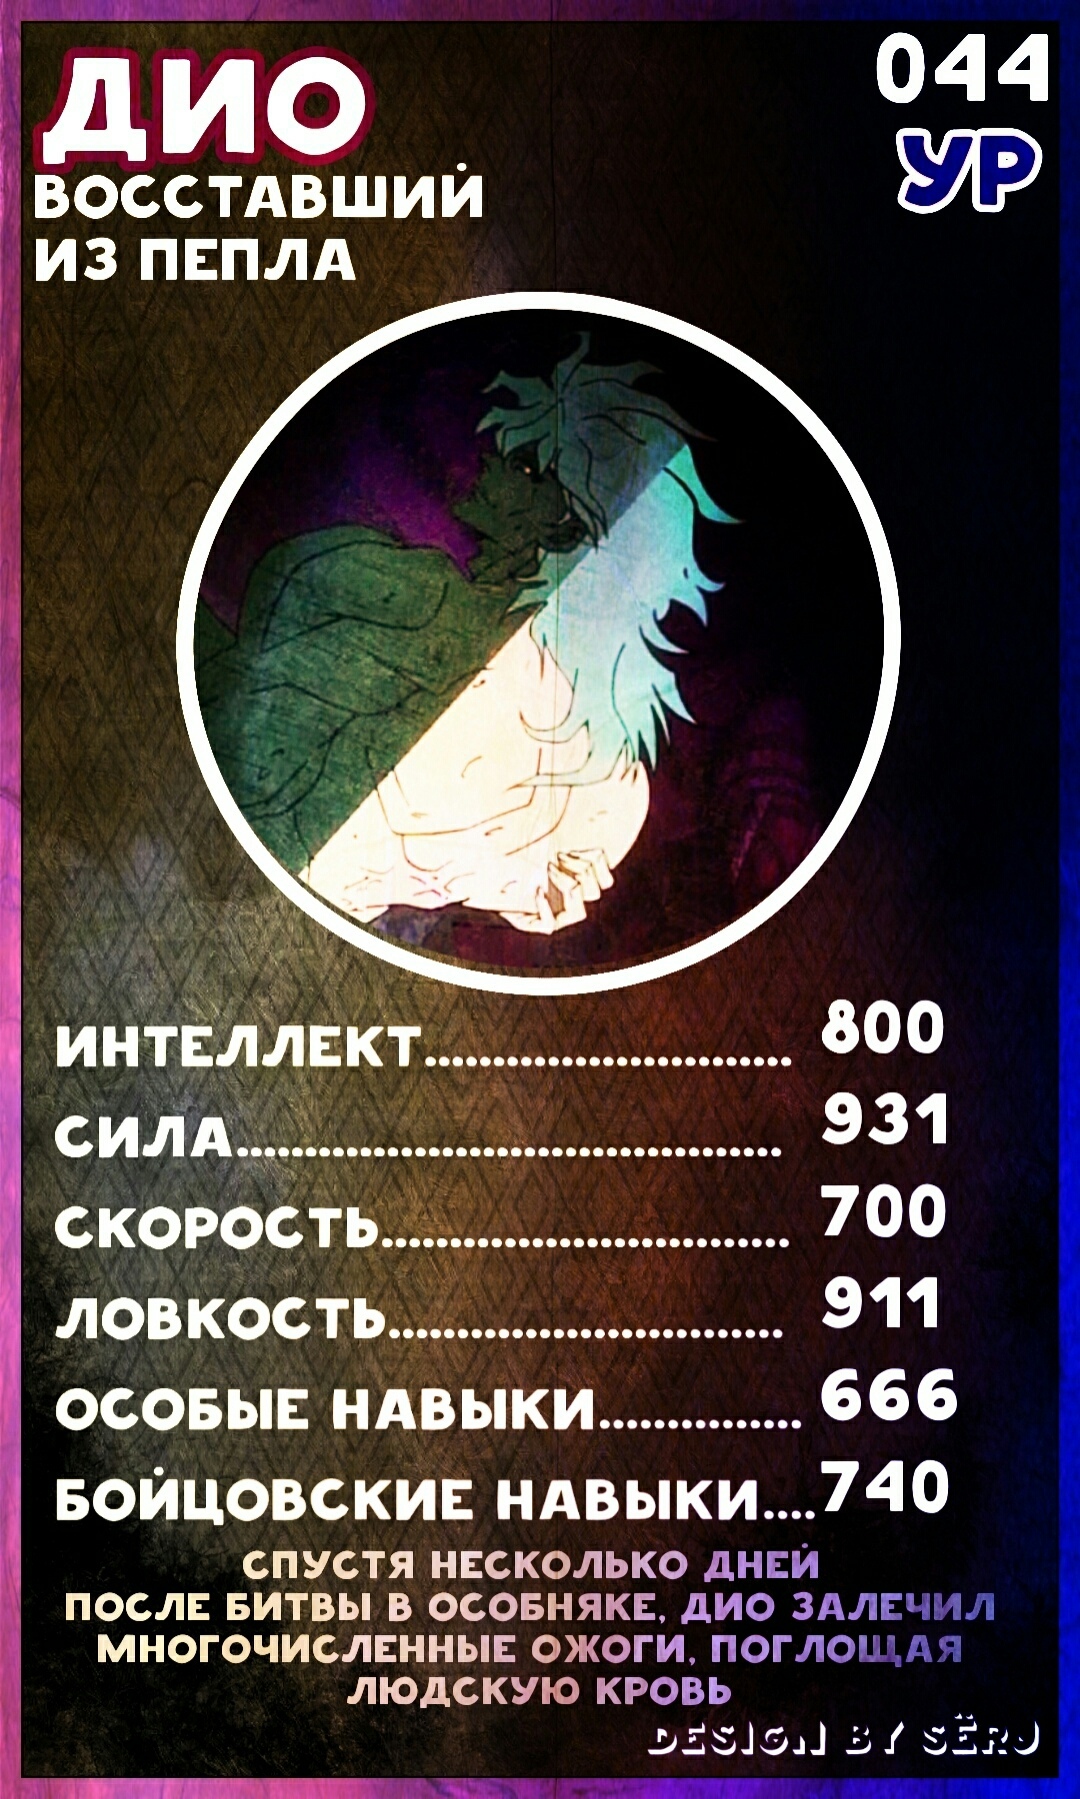 ДИО
044
УР
ВОССТАВШИЙ
ИЗ ПЕПЛА
ИНТЕЛЛЕКТ........................... 800
СИЛА........................................ 931
СКОРОСТЬ.............................. 700
ЛОВКОСТЬ............................. 911
ОСОБЫЕ НАВЫКИ............... 666
БОЙЦОВСКИЕ НАВЫКИ....740
СПУСТЯ НЕСКОЛЬКО ДНЕЙ
ПОСЛЕ БИТВЫ В ОСОБНЯКЕ, ДИО ЗАЛЕЧИЛ
МНОГОЧИСЛЕННЫЕ ОЖОГИ, ПОГЛОЩАЯ
ЛЮДСКУЮ КРОВЬ
DESIGN BY SЁRJ